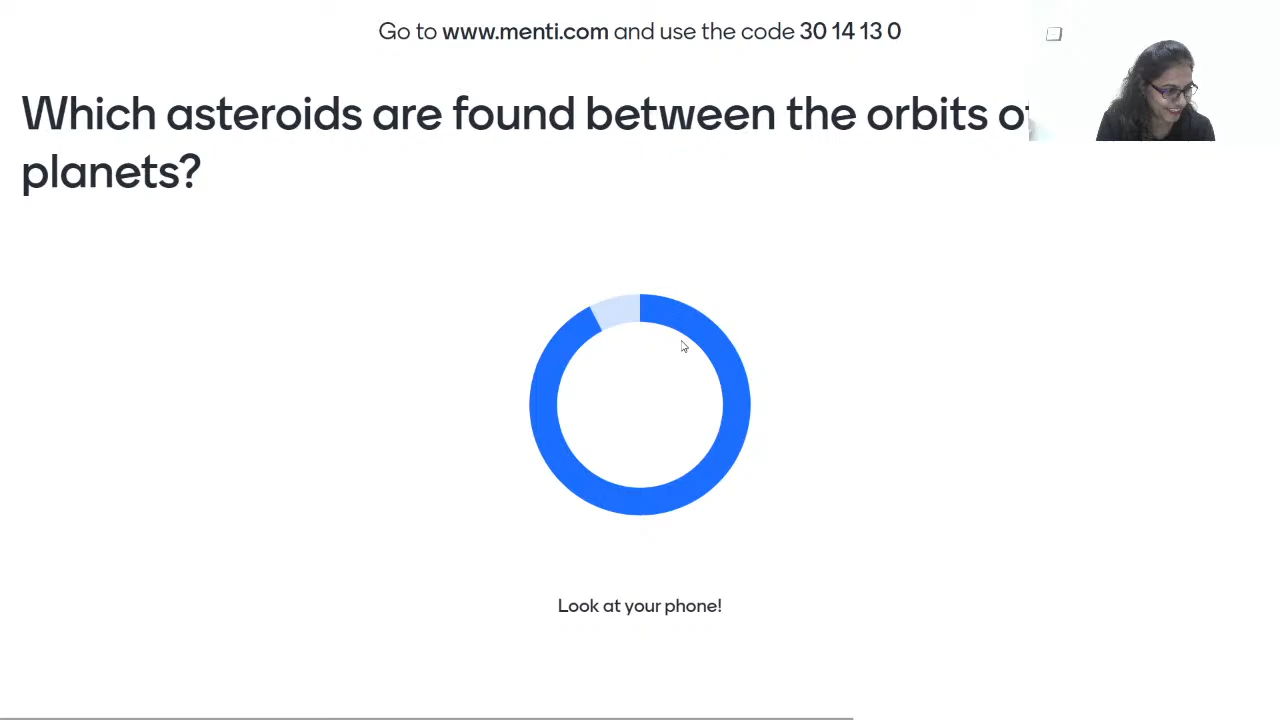 Go to www.menti.com and use the code 30 14 13 0
Which asteroids are found between the orbits of
planets?
Look at your phone!